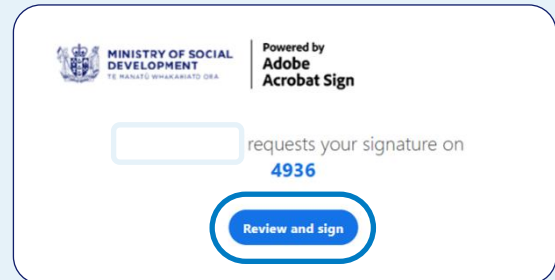 MINISTRY OF SOCIAL
DEVELOPMENT
TE MANATŪ WHAKAHIATO ORA
Powered by
Adobe
Acrobat Sign
requests your signature on
4936
Review and sign